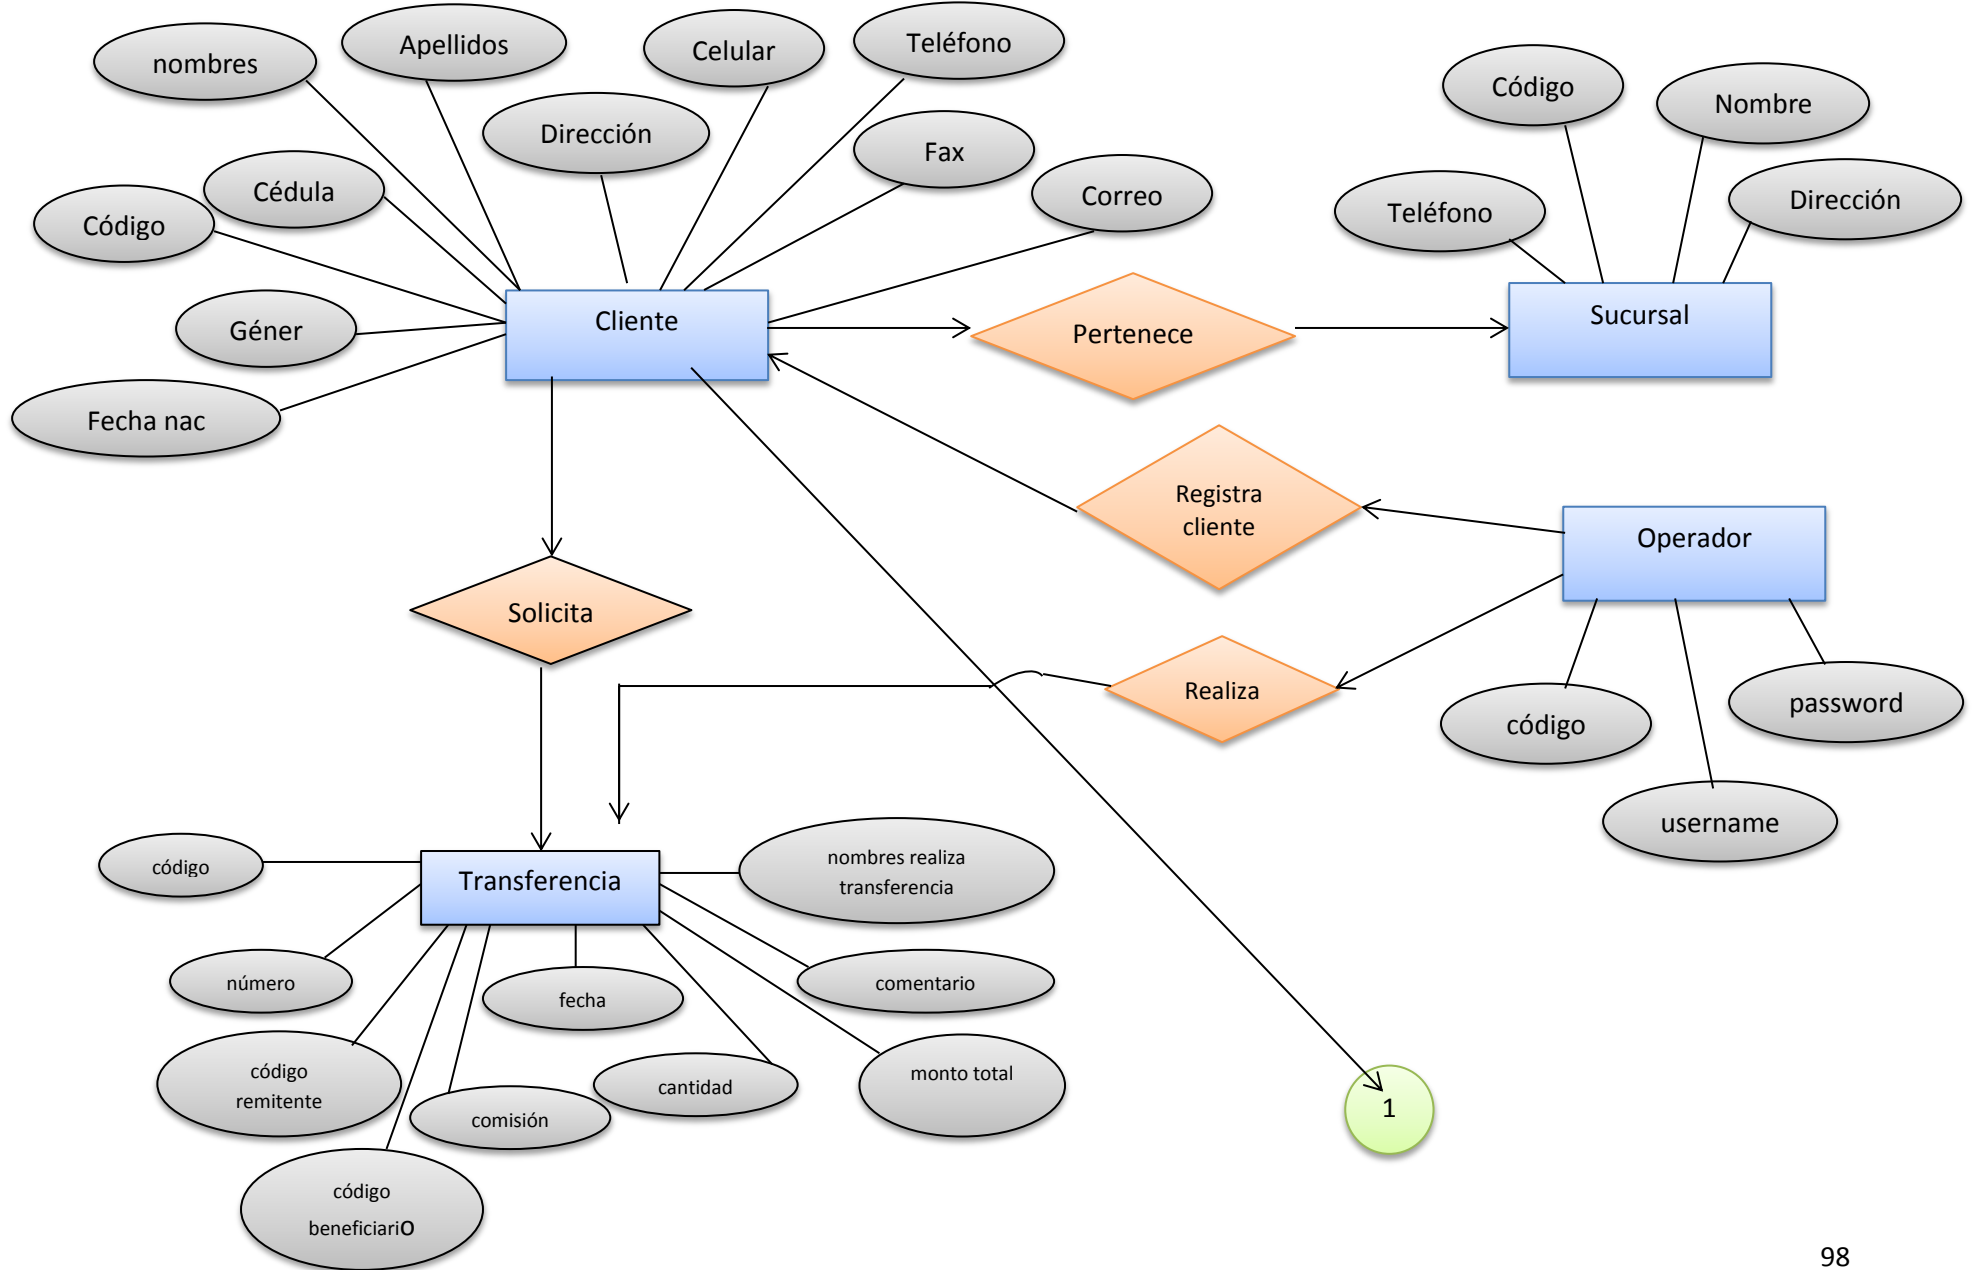 nombres
Apellidos
Celular
Teléfono
Código
Nombre
Dirección
Fax
Cédula
Correo
Teléfono
Dirección
Código
Géner
Cliente
Pertenece
Sucursal
Fecha nac
Registra
cliente
Operador
Solicita
Realiza
código
password
username
código
Transferencia
nombres realiza
transferencia
número
fecha
comentario
código
remitente
comisión
cantidad
monto total
1
código
beneficiariO
98